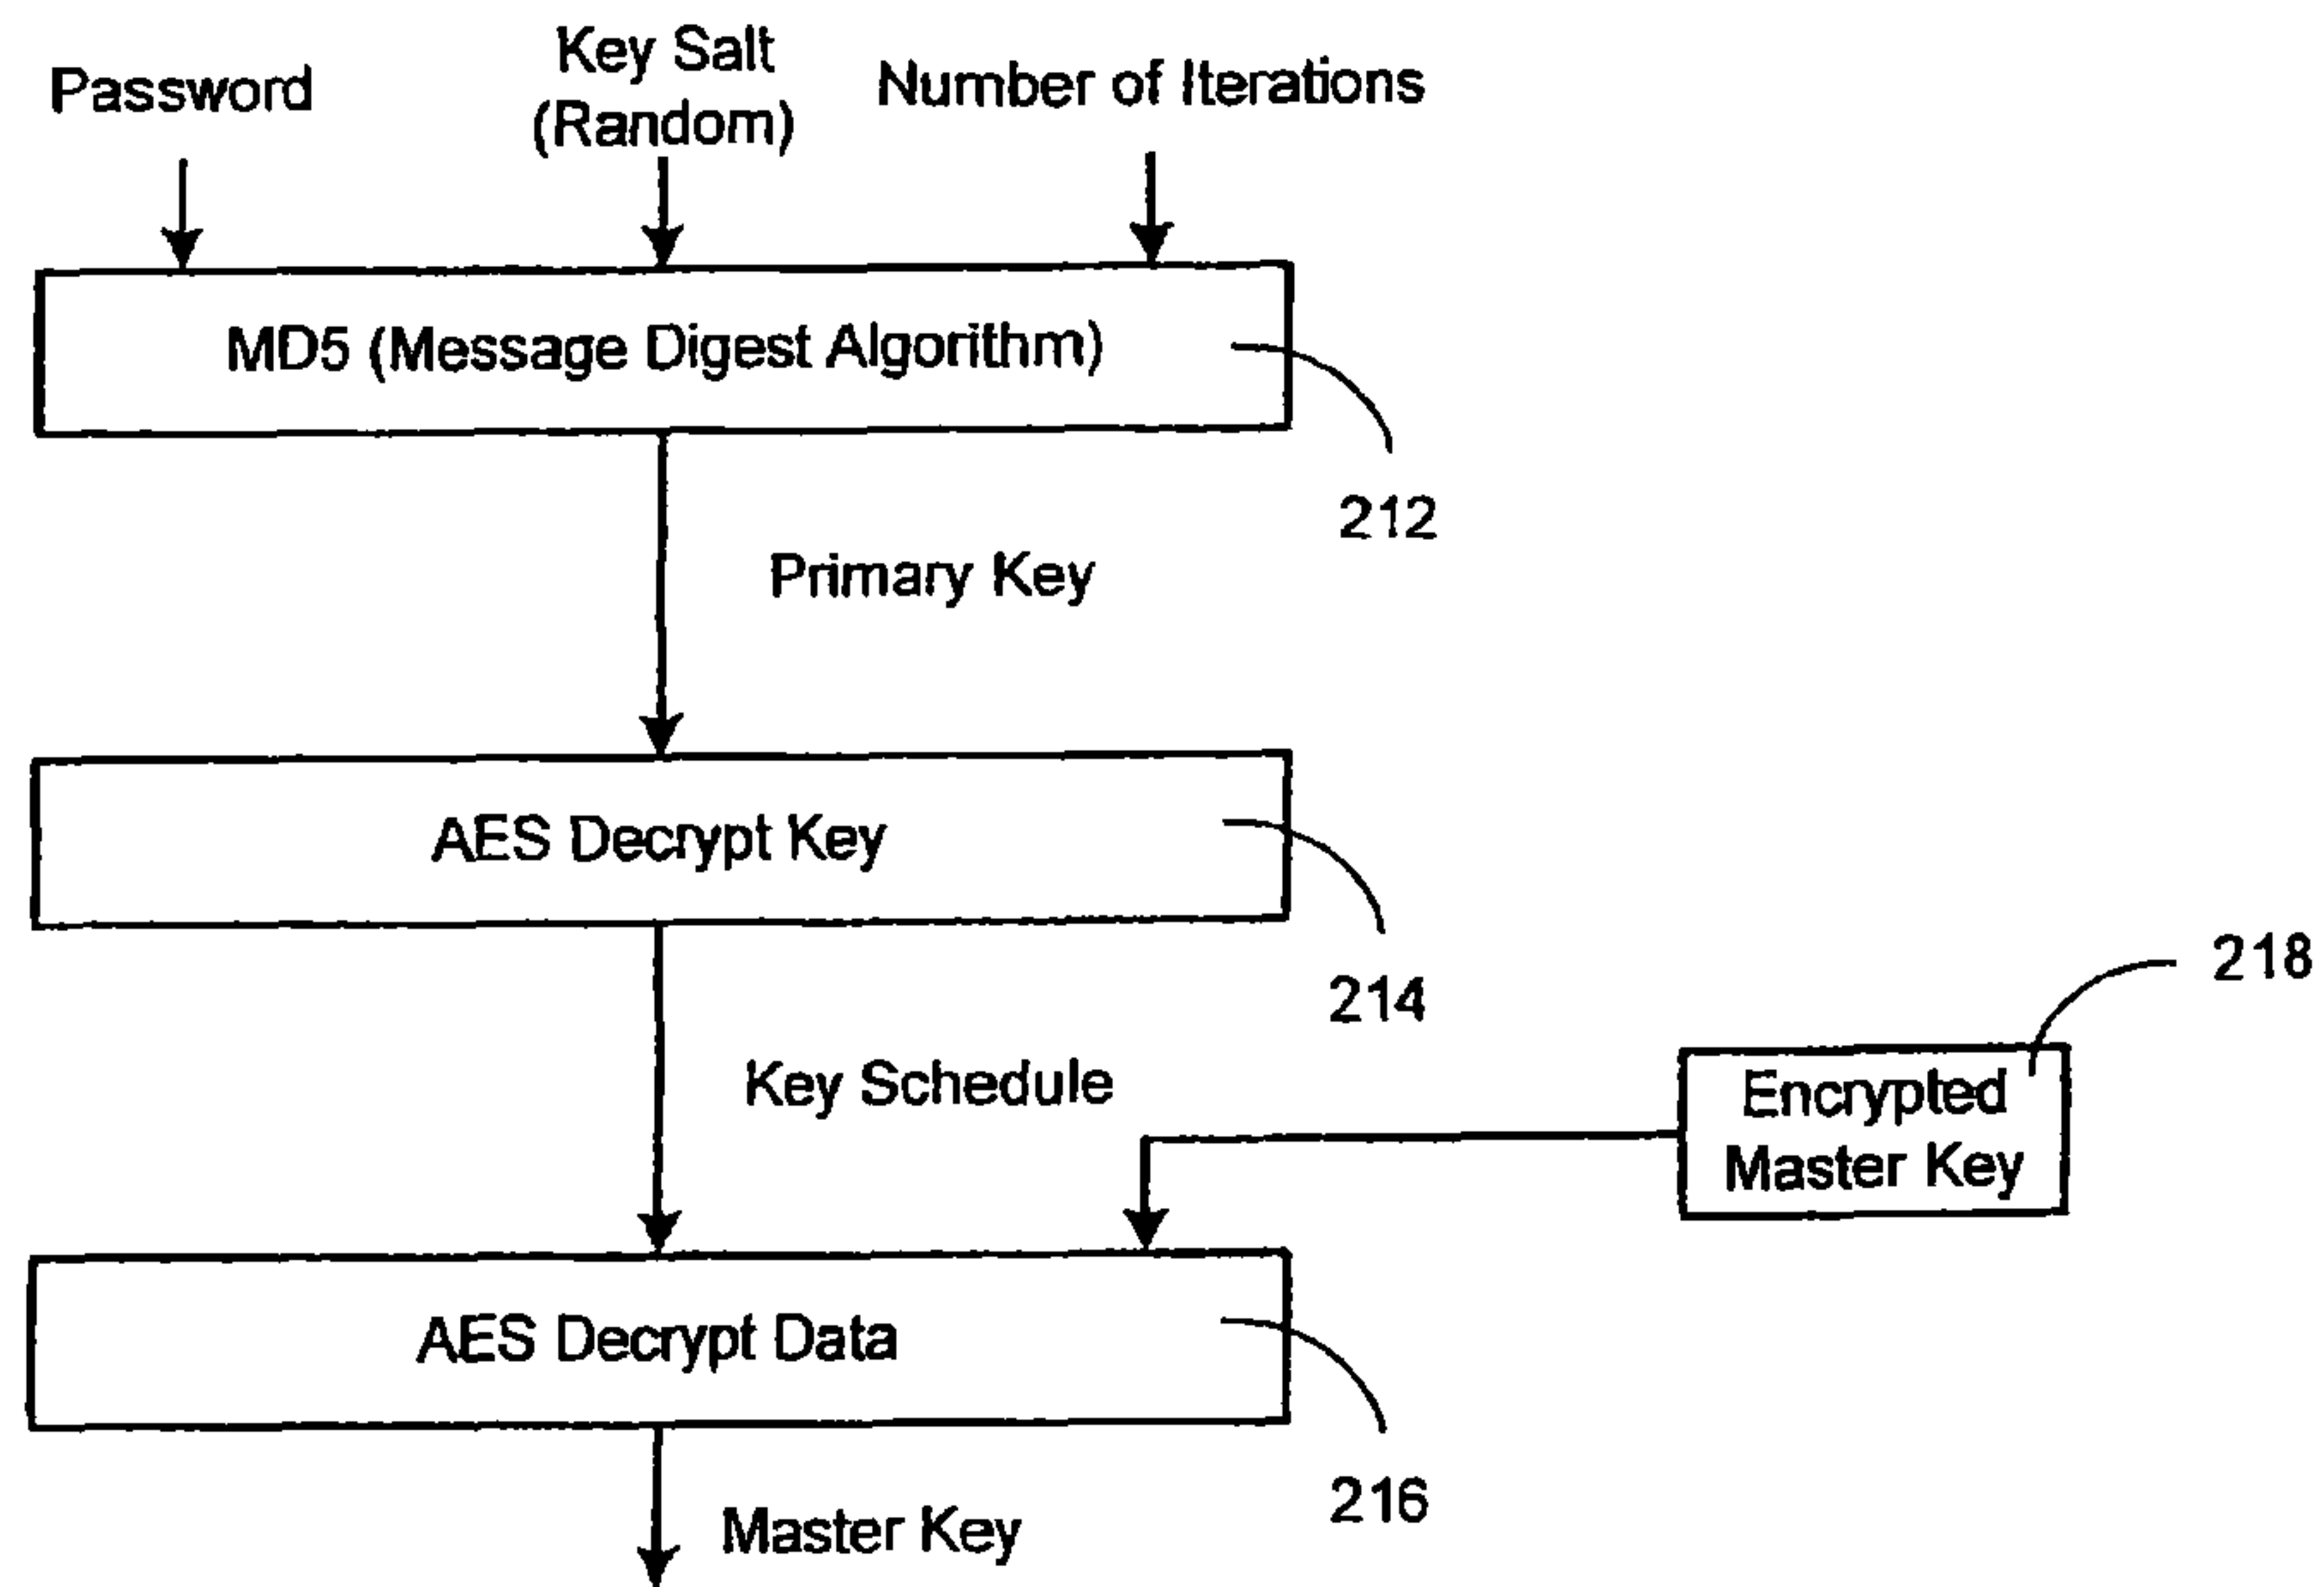 Password
Key Salt
(Random)
Number of Iterations
MD5 (Message Digest Algorithm)
212
Primary Key
AES Decrypt Key
214
218
Key Schedule
Encrypted
Master Key
AES Decrypt Data
216
Master Key